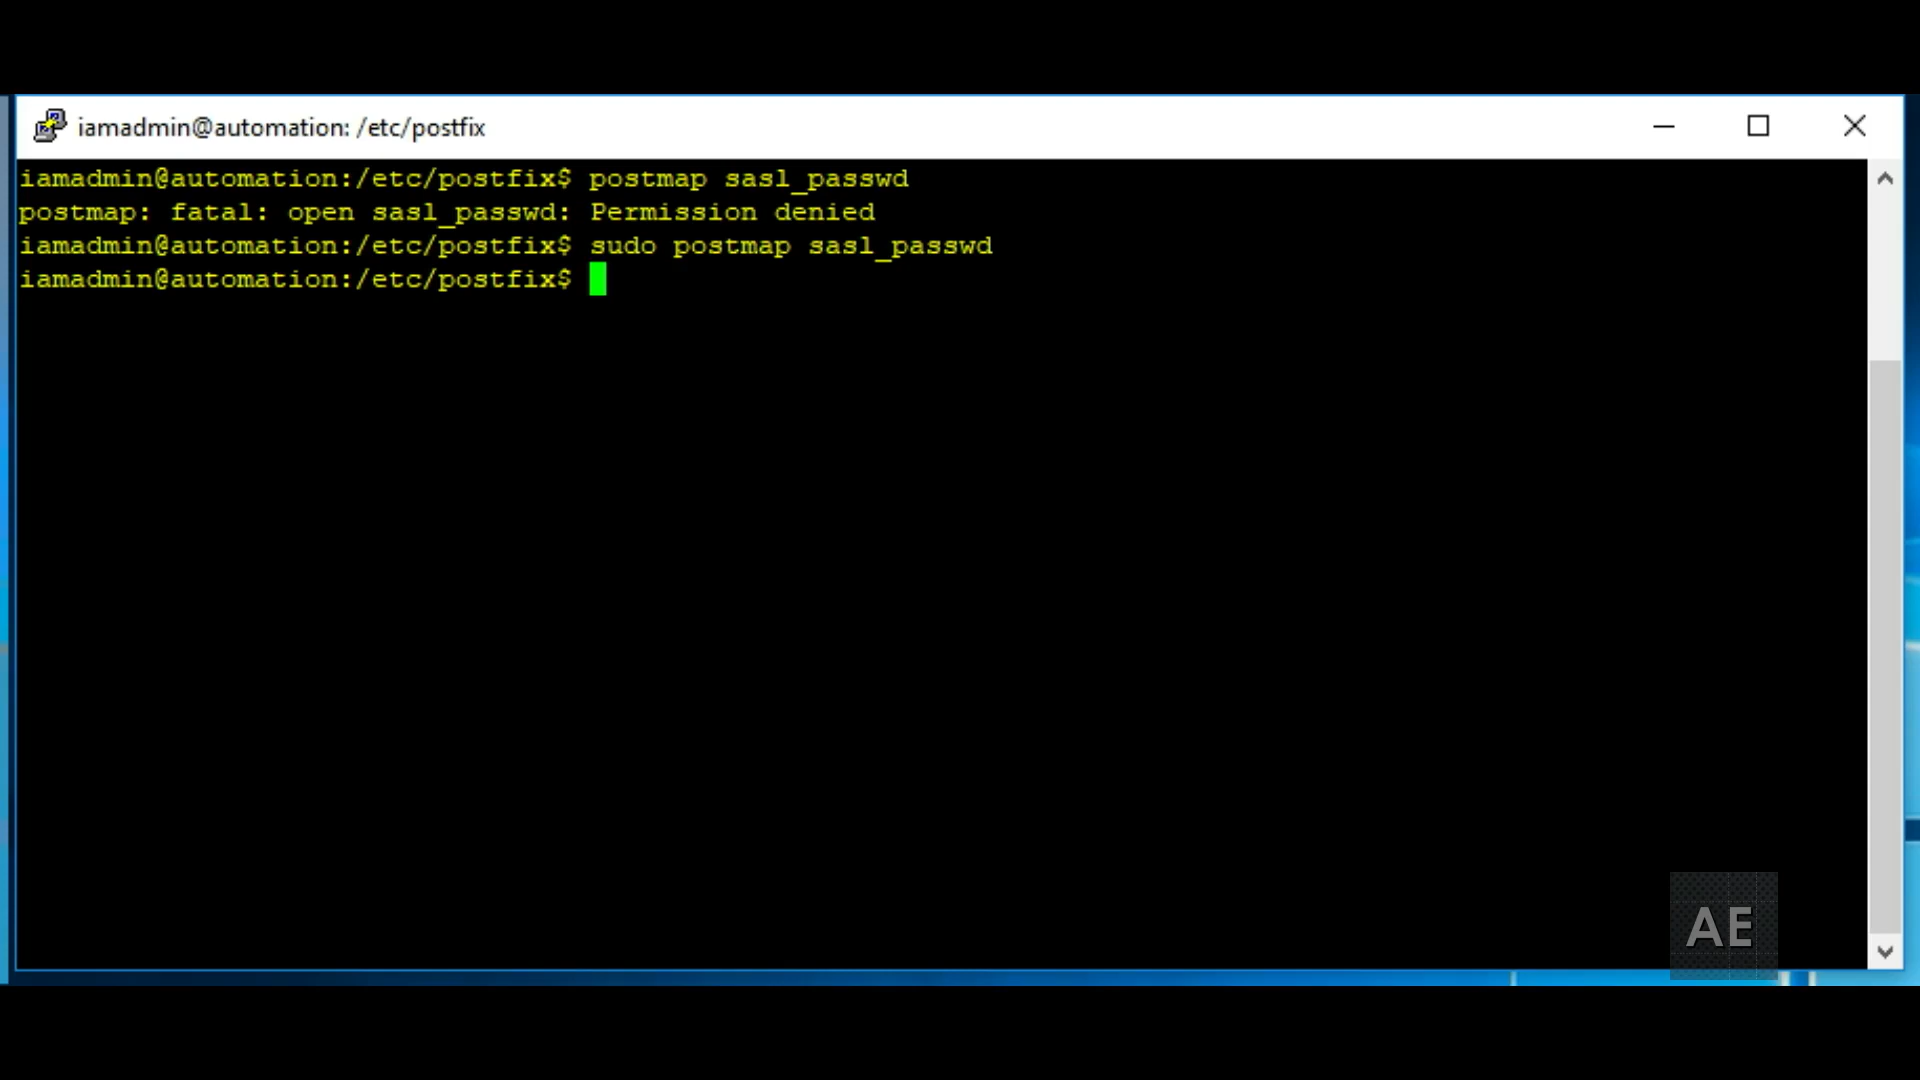 iamadmin@automation: /etc/postfix
iamadmin@automation:/etc/postfix$ postmap sasl_passwd
postmap: fatal: open sasl_passwd: Permission denied
iamadmin@automation:/etc/postfix$ sudo postmap sasl_passwd
iamadmin@automation:/etc/postfix$
AE